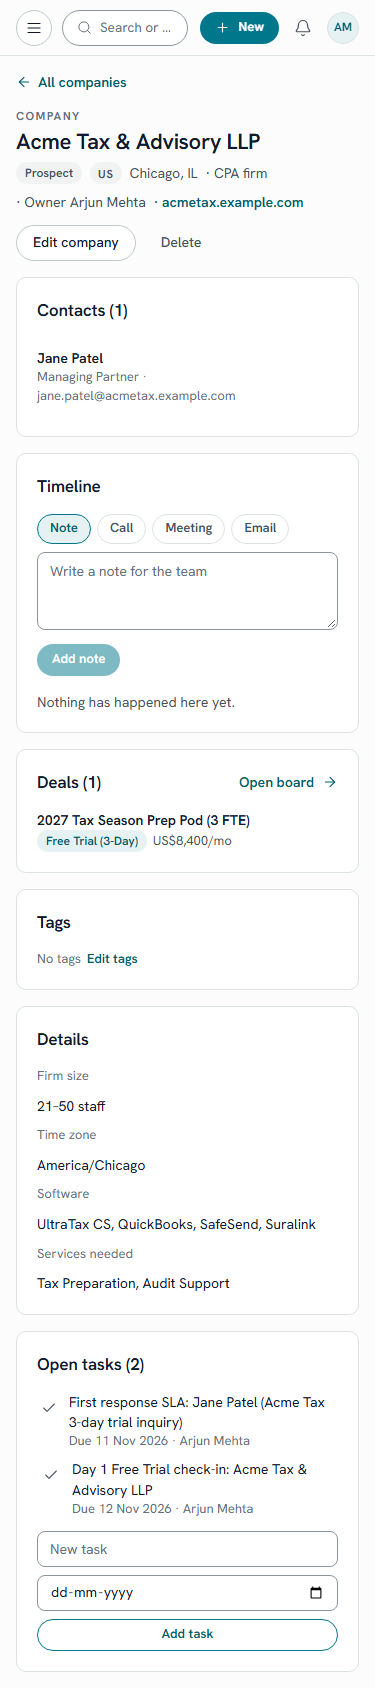 Search or ...
+ New
AM
← All companies
COMPANY
Acme Tax & Advisory LLP
Prospect US Chicago, IL · CPA firm
· Owner Arjun Mehta · acmetax.example.com
Edit company Delete
Contacts (1)
Jane Patel
Managing Partner ·
jane.patel@acmetax.example.com
Timeline
Note Call Meeting Email
Write a note for the team
Add note
Nothing has happened here yet.
Deals (1) Open board →
2027 Tax Season Prep Pod (3 FTE)
Free Trial (3-Day) US$8,400/mo
Tags
No tags Edit tags
Details
Firm size
21–50 staff
Time zone
America/Chicago
Software
UltraTax CS, QuickBooks, SafeSend, Suralink
Services needed
Tax Preparation, Audit Support
Open tasks (2)
First response SLA: Jane Patel (Acme Tax
3-day trial inquiry)
Due 11 Nov 2026 · Arjun Mehta
Day 1 Free Trial check-in: Acme Tax &
Advisory LLP
Due 12 Nov 2026 · Arjun Mehta
New task
dd-mm-yyyy
Add task